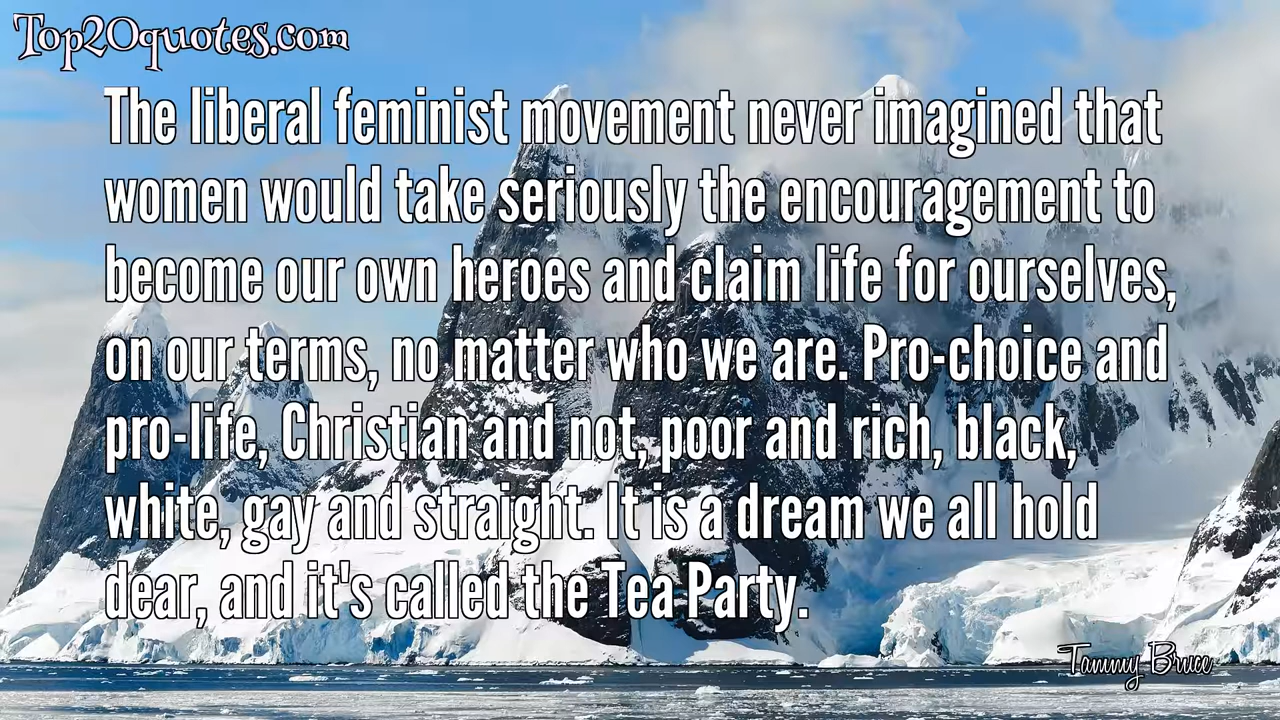 Top20quotes.com
The liberal feminist movement never imagined that
women would take seriously the encouragement to
become our own heroes and claim life for ourselves,
on our terms, no matter who we are. Pro-choice and
pro-life, Christian and not, poor and rich, black,
white, gay and straight. It is a dream we all hold
dear, and it's called the Tea Party.
Tammy Bruce